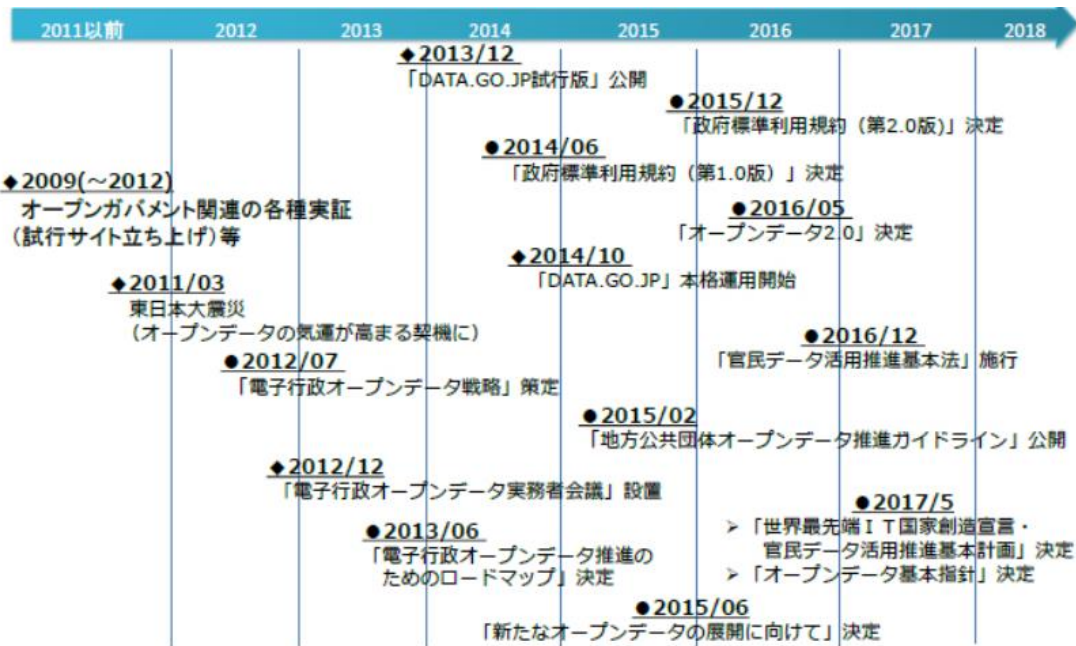 2011以前 2012 2013 2014 2015 2016 2017 2018
◆2013/12
「DATA.GO.JP試行版」公開
●2015/12
「政府標準利用規約（第2.0版)」決定
●2014/06
「政府標準利用規約（第1.0版）」決定
◆2009(～2012)
オープンガバメント関連の各種実証
（試行サイト立ち上げ）等
●2016/05
「オープンデータ2.0」決定
◆2014/10
「DATA.GO.JP」本格運用開始
◆2011/03
東日本大震災
（オープンデータの気運が高まる契機に）
●2016/12
「官民データ活用推進基本法」施行
●2012/07
「電子行政オープンデータ戦略」策定
●2015/02
「地方公共団体オープンデータ推進ガイドライン」公開
◆2012/12
「電子行政オープンデータ実務者会議」設置
●2017/5
➢「世界最先端ＩＴ国家創造宣言・
官民データ活用推進基本計画」決定
➢「オープンデータ基本指針」決定
●2013/06
「電子行政オープンデータ推進の
ためのロードマップ」決定
●2015/06
「新たなオープンデータの展開に向けて」決定